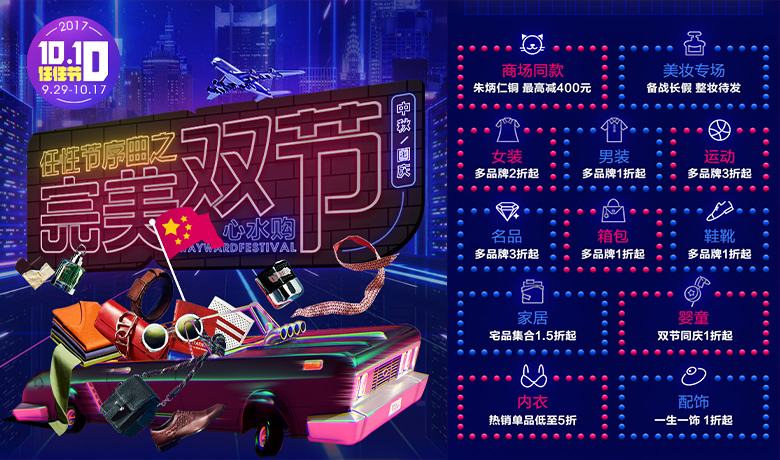 2017
10.10
任性节
9.29-10.17
任性节序曲之
完美双节
中秋/国庆
心水购
WAYWARDFESTIVAL
商场同款
朱炳仁铜 最高减400元
美妆专场
备战长假 整妆待发
女装
多品牌2折起
男装
多品牌1折起
运动
多品牌3折起
名品
多品牌3折起
箱包
多品牌1折起
鞋靴
多品牌1折起
家居
宅品集合1.5折起
婴童
双节同庆1折起
内衣
热销单品低至5折
配饰
一生一饰 1折起